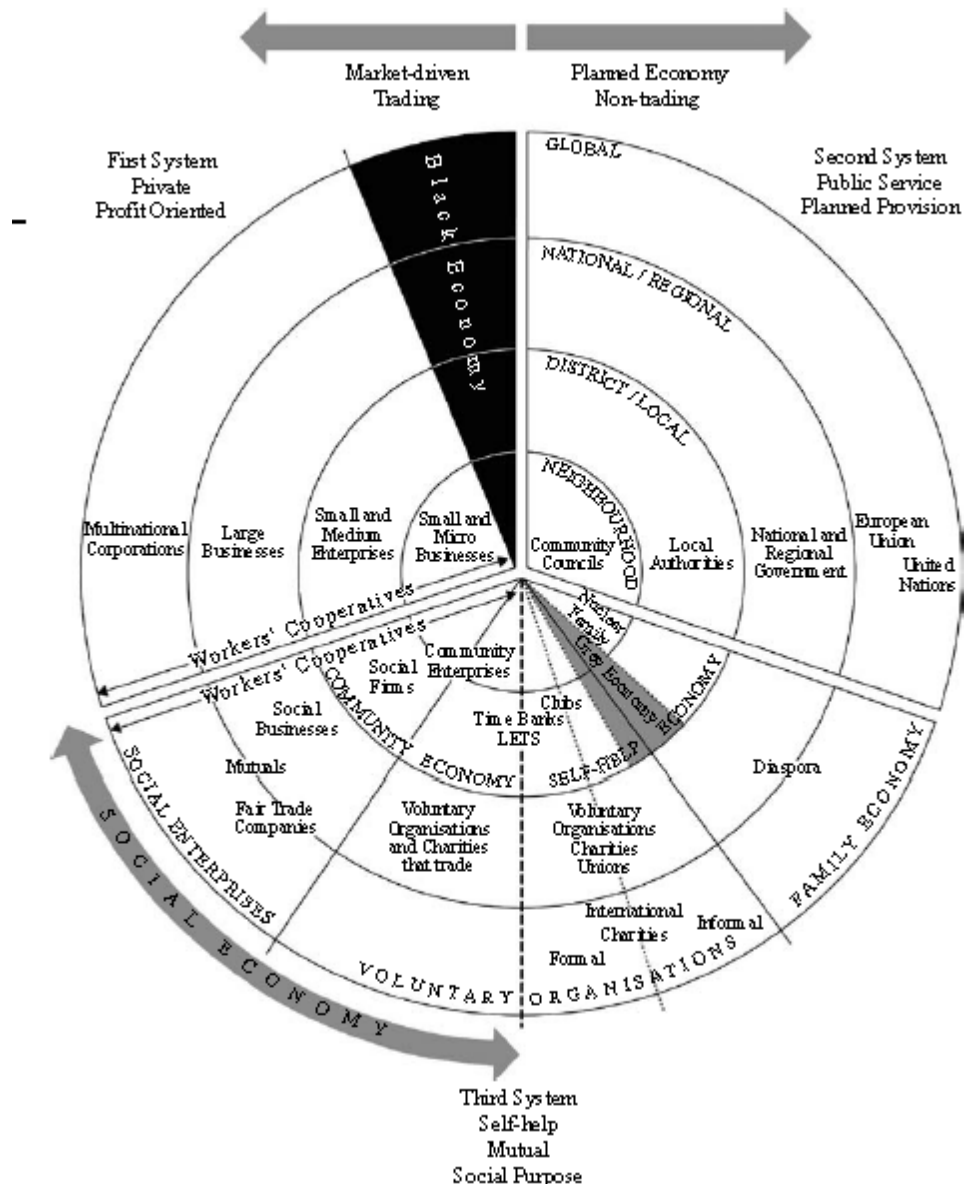 Market-driven
Trading
Planned Economy
Non-trading
First System
Private
Profit Oriented
Second System
Public Service
Planned Provision
Black Economy
GLOBAL
NATIONAL / REGIONAL
DISTRICT / LOCAL
NEIGHBOURHOOD
Multinational
Corporations
Large
Businesses
Small and
Medium
Enterprises
Small and
Micro
Businesses
Community
Councils
Local
Authorities
National and
Regional
Government
European
Union
United
Nations
Workers' Cooperatives
Workers' Cooperatives
Nuclear
Family
Grey Economy
Social
Firms
Community
Enterprises
Social
Businesses
Clubs
Time Banks
LETS
COMMUNITY ECONOMY
SELF-HELP ECONOMY
Mutuals
Fair Trade
Companies
Voluntary
Organisations
and Charities
that trade
Voluntary
Organisations
Charities
Unions
Diaspora
International
Charities
Formal
Informal
SOCIAL ENTERPRISES
VOLUNTARY ORGANISATIONS
FAMILY ECONOMY
SOCIAL ECONOMY
Third System
Self-help
Mutual
Social Purpose